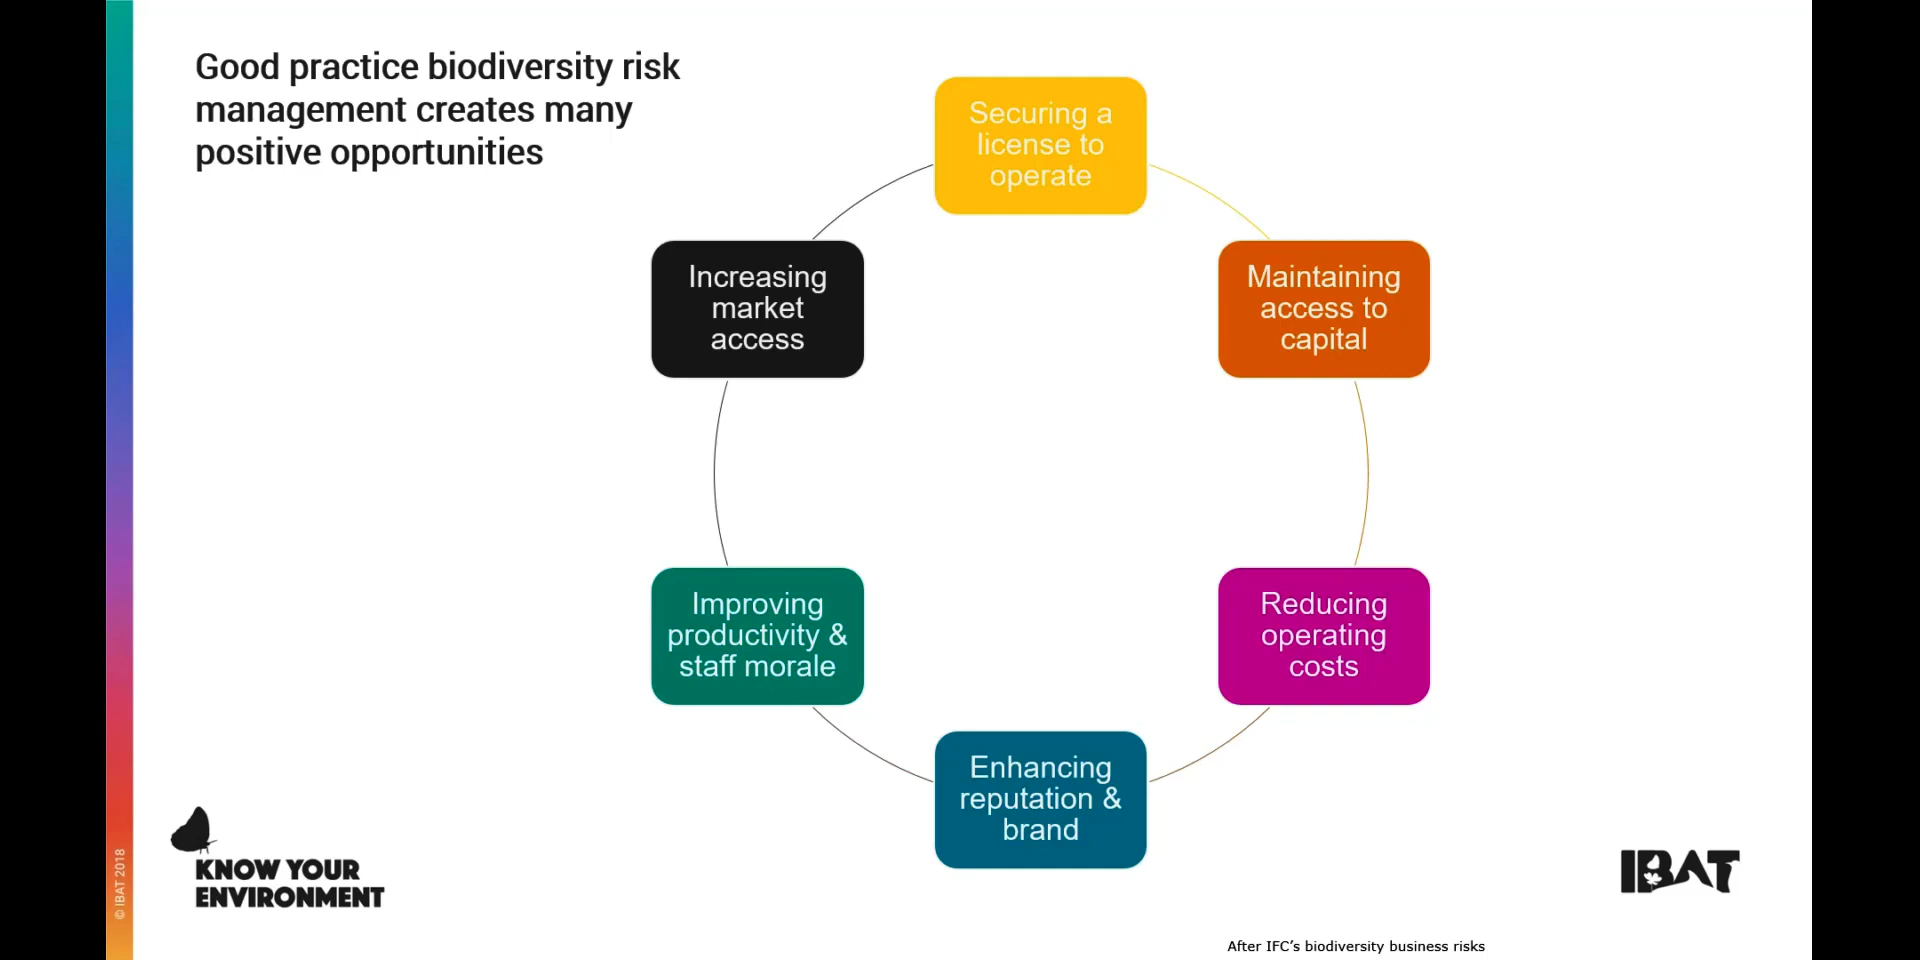 Good practice biodiversity risk
management creates many
positive opportunities
Securing a
license to
operate
Maintaining
access to
capital
Reducing
operating
costs
Enhancing
reputation &
brand
Improving
productivity &
staff morale
Increasing
market
access
© IBAT 2018
KNOW YOUR
ENVIRONMENT
IBAT
After IFC’s biodiversity business risks